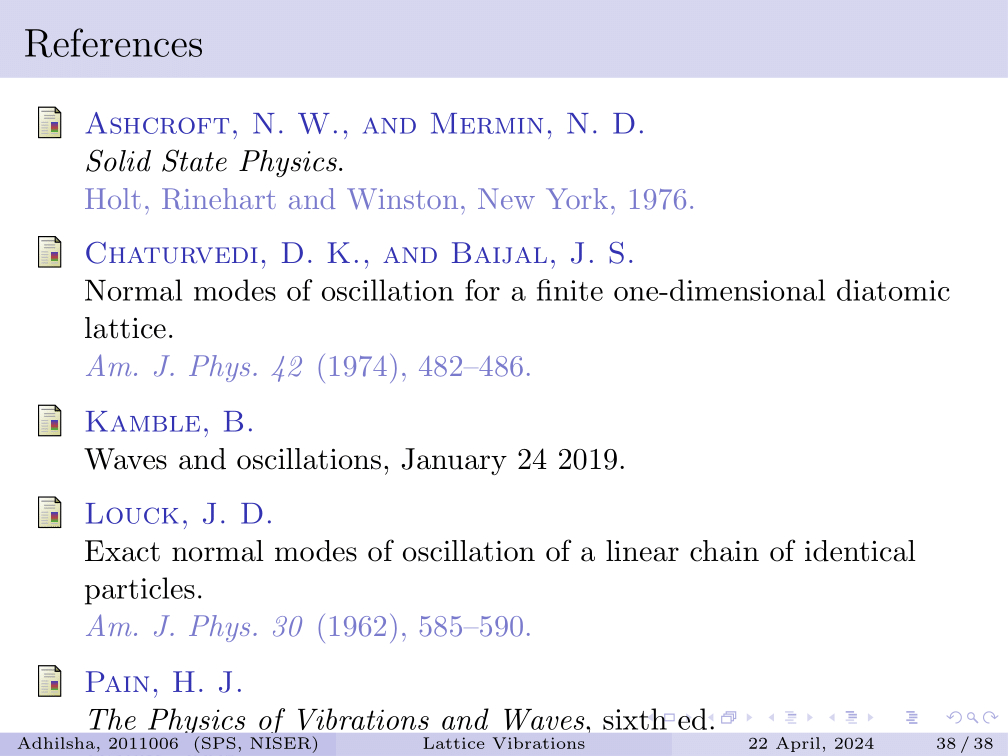 References
Ashcroft, N. W., and Mermin, N. D.
Solid State Physics.
Holt, Rinehart and Winston, New York, 1976.
Chaturvedi, D. K., and Baijal, J. S.
Normal modes of oscillation for a finite one-dimensional diatomic
lattice.
Am. J. Phys. 42 (1974), 482–486.
Kamble, B.
Waves and oscillations, January 24 2019.
Louck, J. D.
Exact normal modes of oscillation of a linear chain of identical
particles.
Am. J. Phys. 30 (1962), 585–590.
Pain, H. J.
The Physics of Vibrations and Waves, sixth ed.
Adhilsha, 2011006 (SPS, NISER) Lattice Vibrations 22 April, 2024 38 / 38